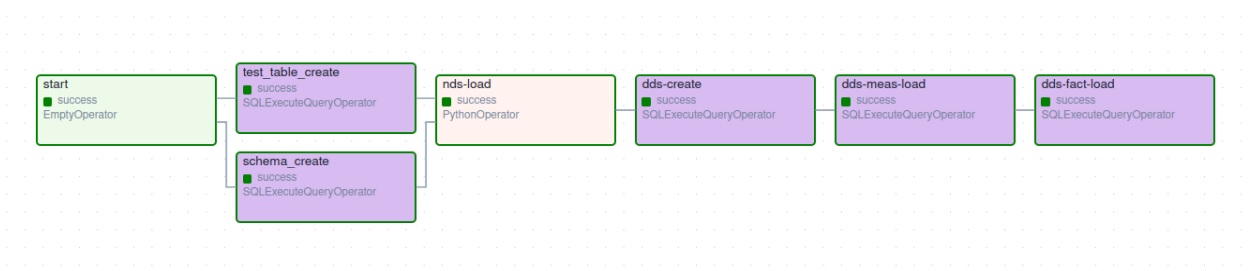 start
success
EmptyOperator
test_table_create
success
SQLExecuteQueryOperator
schema_create
success
SQLExecuteQueryOperator
nds-load
success
PythonOperator
dds-create
success
SQLExecuteQueryOperator
dds-meas-load
success
SQLExecuteQueryOperator
dds-fact-load
success
SQLExecuteQueryOperator